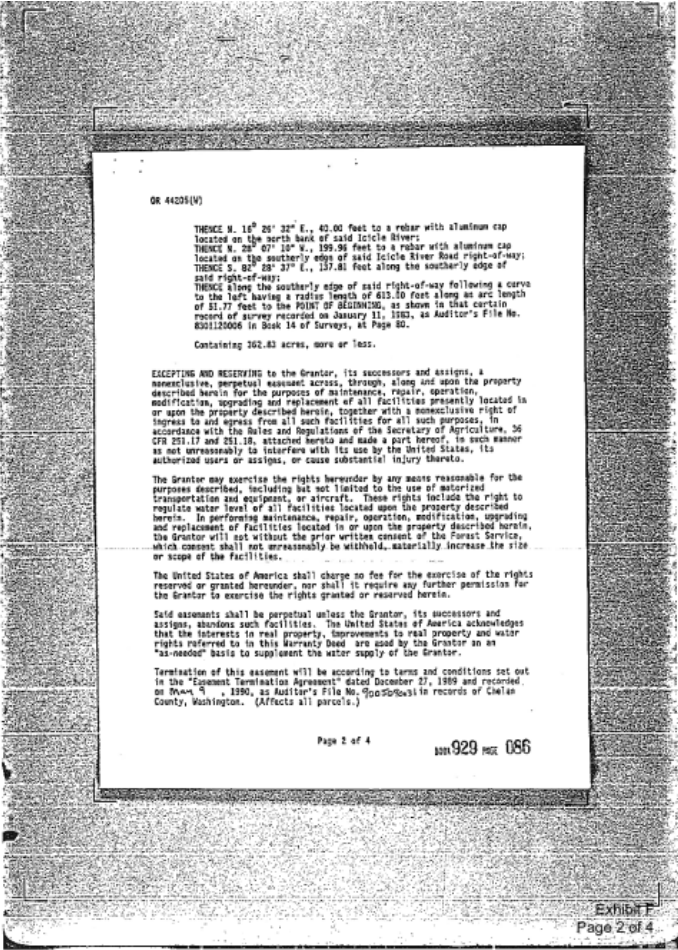 OR 44205(W)
THENCE N. 16° 26' 32" E., 40.00 feet to a rebar with aluminum cap
located on the north bank of said Icicle River;
THENCE N. 28° 07' 10" W., 199.96 feet to a rebar with aluminum cap
located on the southerly edge of said Icicle River Road right-of-way;
THENCE S. 82° 28' 37" E., 137.81 feet along the southerly edge of
said right-of-way;
THENCE along the southerly edge of said right-of-way following a curve
to the left having a radius length of 613.00 feet along an arc length
of 51.77 feet to the POINT OF BEGINNING, as shown in that certain
record of survey recorded on January 11, 1983, as Auditor's File No.
8301120006 in Book 14 of Surveys, at Page 80.
Containing 362.83 acres, more or less.
EXCEPTING AND RESERVING to the Grantor, its successors and assigns, a
nonexclusive, perpetual easement across, through, along and upon the property
described herein for the purposes of maintenance, repair, operation,
modification, upgrading and replacement of all facilities presently located in
or upon the property described herein, together with a nonexclusive right of
ingress to and egress from all such facilities for all such purposes, in
accordance with the Rules and Regulations of the Secretary of Agriculture, 36
CFR 251.17 and 251.18, attached hereto and made a part hereof, in such manner
as not unreasonably to interfere with its use by the United States, its
authorized users or assigns, or cause substantial injury thereto.
The Grantor may exercise the rights hereunder by any means reasonable for the
purposes described, including but not limited to the use of motorized
transportation and equipment, or aircraft. These rights include the right to
regulate water level of all facilities located upon the property described
herein. In performing maintenance, repair, operation, modification, upgrading
and replacement of facilities located in or upon the property described herein,
the Grantor will not without the prior written consent of the Forest Service,
which consent shall not unreasonably be withheld, materially increase the size
or scope of the facilities.
The United States of America shall charge no fee for the exercise of the rights
reserved or granted hereunder, nor shall it require any further permission for
the Grantor to exercise the rights granted or reserved herein.
Said easements shall be perpetual unless the Grantor, its successors and
assigns, abandons such facilities. The United States of America acknowledges
that the interests in real property, improvements to real property and water
rights referred to in this Warranty Deed are used by the Grantor on an
"as-needed" basis to supplement the water supply of the Grantor.
Termination of this easement will be according to terms and conditions set out
in the "Easement Termination Agreement" dated December 27, 1989 and recorded
on May 9, 1990, as Auditor's File No. in records of Chelan
County, Washington. (Affects all parcels.)
Page 2 of 4
BOOK 929 PAGE 086
Exhibit F
Page 2 of 4